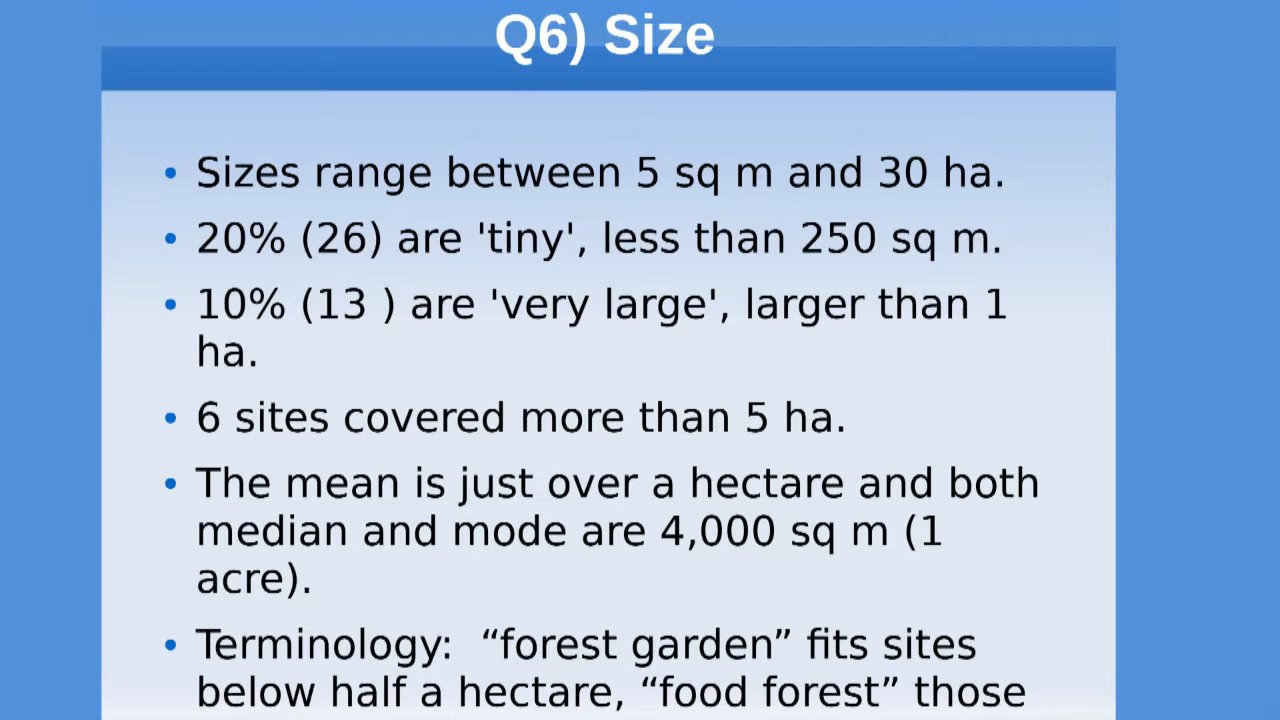 Q6) Size
• Sizes range between 5 sq m and 30 ha.
• 20% (26) are 'tiny', less than 250 sq m.
• 10% (13 ) are 'very large', larger than 1
ha.
• 6 sites covered more than 5 ha.
• The mean is just over a hectare and both
median and mode are 4,000 sq m (1
acre).
• Terminology:  “forest garden” fits sites
below half a hectare, “food forest” those